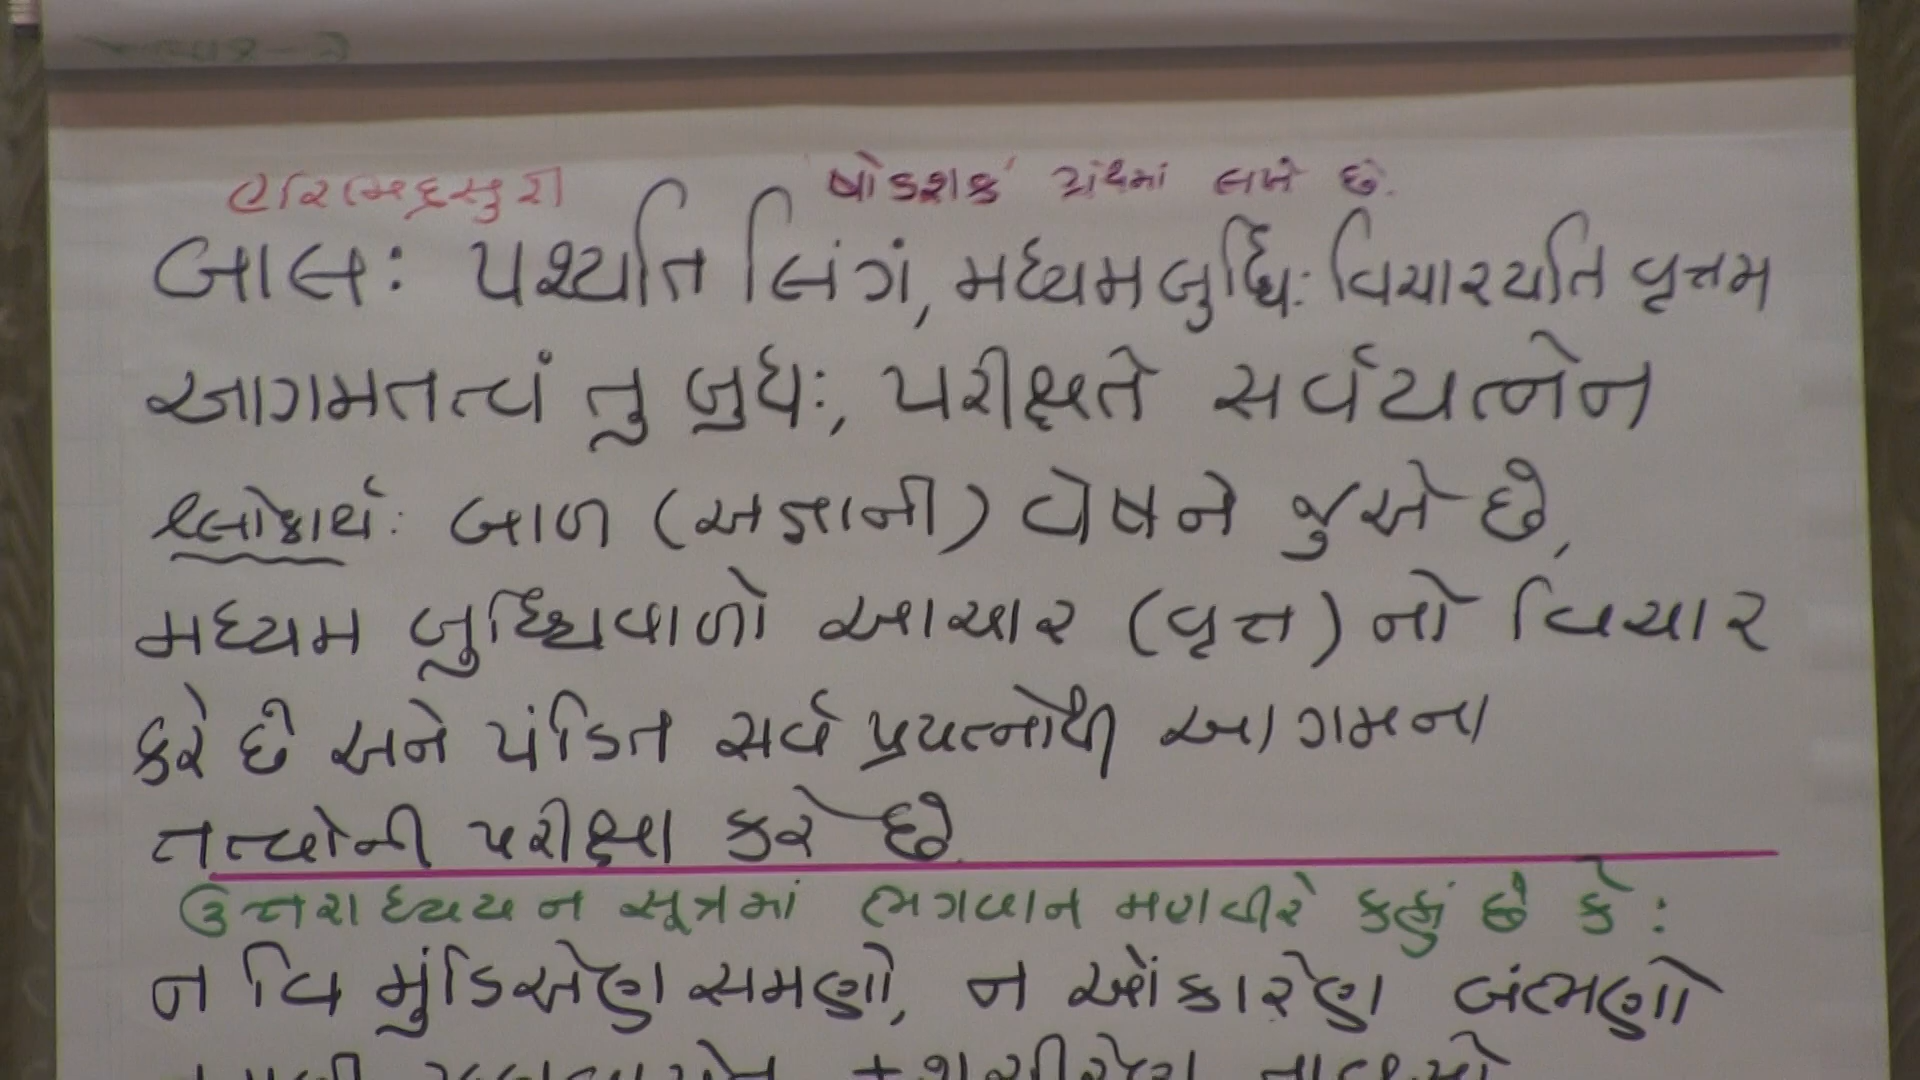 હરિભદ્રસુરી 'ષોડશક' ગ્રંથમાં લખે છે.
બાલઃ પશ્યતિ લિંગં, મધ્યમ બુધ્ધિઃ વિચારયતિ વૃત્તમ
આગમતત્વં તુ બુધઃ, પરીક્ષતે સર્વયત્નેન
શ્લોકાર્થઃ બાળ (અજ્ઞાની) વેષને જુએ છે,
મધ્યમ બુધ્ધિવાળો આચાર (વૃત્ત) નો વિચાર
કરે છે અને પંડિત સર્વ પ્રયત્નોથી આગમના
તત્વોની પરીક્ષા કરે છે.
ઉત્તરાધ્યયન સૂત્રમાં ભગવાન મહાવીરે કહ્યું છે કે :
ન વિ મુંડિએણ સમણો, ન ઓંકારેણ બંભણો